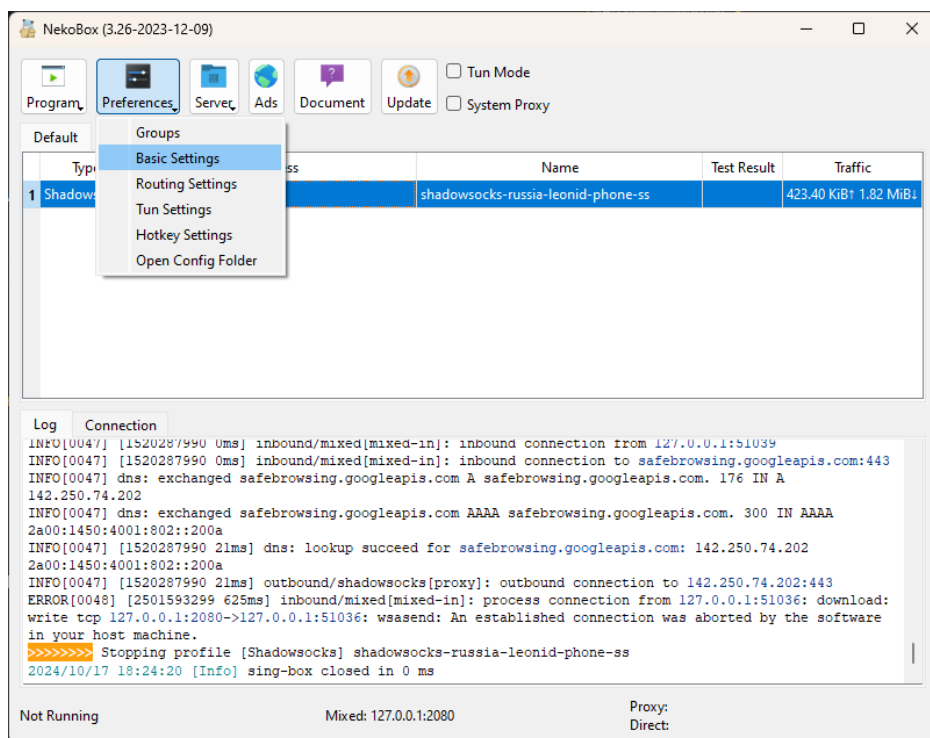 NekoBox (3.26-2023-12-09)
Program Preferences Server Ads Document Update
Tun Mode
System Proxy
Default
Groups
Basic Settings
Routing Settings
Tun Settings
Hotkey Settings
Open Config Folder
Name Test Result Traffic
1 shadowsocks-russia-leonid-phone-ss 423.40 KiB↑ 1.82 MiB↓
Log Connection
INFO[0047] [1520287990 0ms] inbound/mixed[mixed-in]: inbound connection from 127.0.0.1:51039
INFO[0047] [1520287990 0ms] inbound/mixed[mixed-in]: inbound connection to safebrowsing.googleapis.com:443
INFO[0047] dns: exchanged safebrowsing.googleapis.com A safebrowsing.googleapis.com. 176 IN A
142.250.74.202
INFO[0047] dns: exchanged safebrowsing.googleapis.com AAAA safebrowsing.googleapis.com. 300 IN AAAA
2a00:1450:4001:802::200a
INFO[0047] [1520287990 21ms] dns: lookup succeed for safebrowsing.googleapis.com: 142.250.74.202
2a00:1450:4001:802::200a
INFO[0047] [1520287990 21ms] outbound/shadowsocks[proxy]: outbound connection to 142.250.74.202:443
ERROR[0048] [2501593299 625ms] inbound/mixed[mixed-in]: process connection from 127.0.0.1:51036: download:
write tcp 127.0.0.1:2080->127.0.0.1:51036: wsasend: An established connection was aborted by the software
in your host machine.
>>>>>>>> Stopping profile [Shadowsocks] shadowsocks-russia-leonid-phone-ss
2024/10/17 18:24:20 [Info] sing-box closed in 0 ms
Not Running
Mixed: 127.0.0.1:2080
Proxy:
Direct: